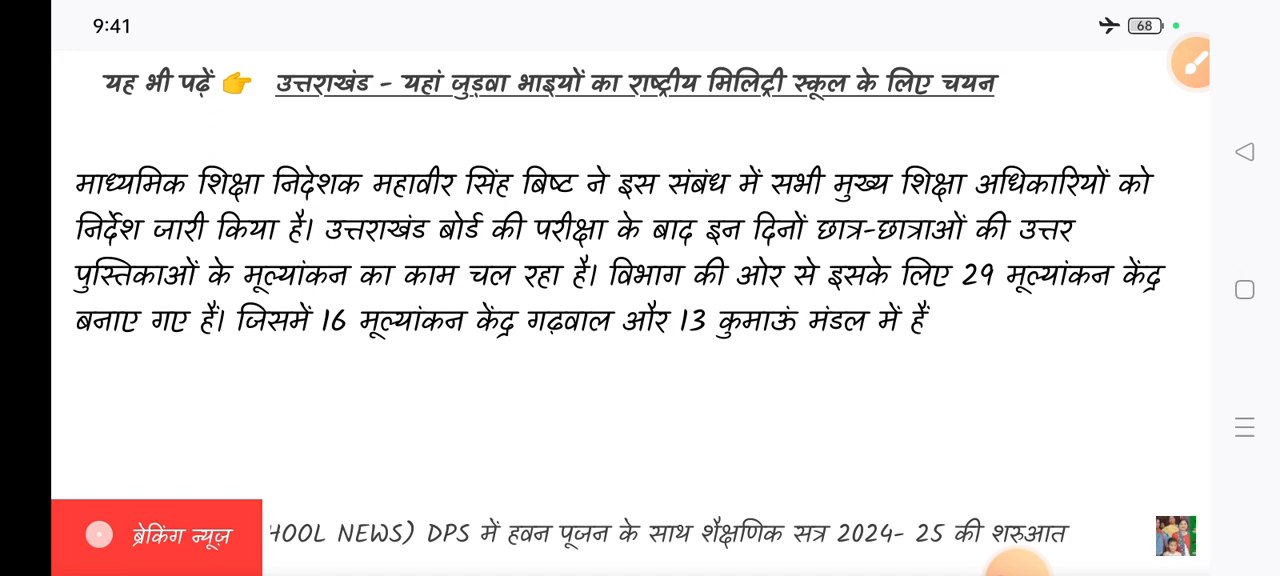 9:41
68
यह भी पढ़ें 👉 उत्तराखंड - यहां जुड़वा भाइयों का राष्ट्रीय मिलिट्री स्कूल के लिए चयन
माध्यमिक शिक्षा निदेशक महावीर सिंह बिष्ट ने इस संबंध में सभी मुख्य शिक्षा अधिकारियों को
निर्देश जारी किया है। उत्तराखंड बोर्ड की परीक्षा के बाद इन दिनों छात्र-छात्राओं की उत्तर
पुस्तिकाओं के मूल्यांकन का काम चल रहा है। विभाग की ओर से इसके लिए 29 मूल्यांकन केंद्र
बनाए गए हैं। जिसमें 16 मूल्यांकन केंद्र गढ़वाल और 13 कुमाऊं मंडल में हैं
ब्रेकिंग न्यूज़ HOOL NEWS) DPS में हवन पूजन के साथ शैक्षणिक सत्र 2024- 25 की शरुआत